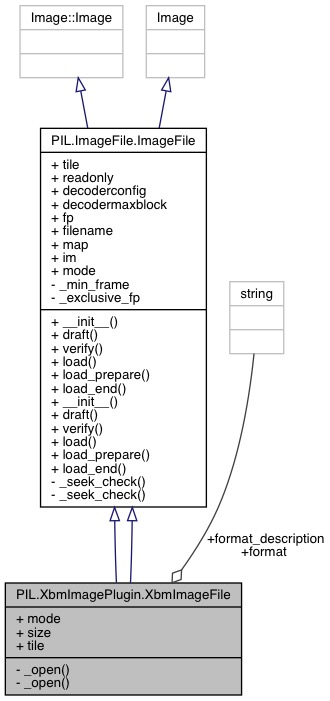 Image::Image
Image
PIL.ImageFile.ImageFile
+ tile
+ readonly
+ decoderconfig
+ decodermaxblock
+ fp
+ filename
+ map
+ im
+ mode
- _min_frame
- _exclusive_fp
+ __init__()
+ draft()
+ verify()
+ load()
+ load_prepare()
+ load_end()
+ __init__()
+ draft()
+ verify()
+ load()
+ load_prepare()
+ load_end()
- _seek_check()
- _seek_check()
string
+format_description
+format
PIL.XbmImagePlugin.XbmImageFile
+ mode
+ size
+ tile
- _open()
- _open()